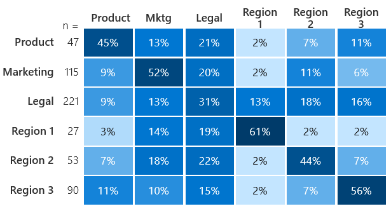 n = Product Mktg Legal Region 1 Region 2 Region 3
Product 47 45% 13% 21% 2% 7% 11%
Marketing 115 9% 52% 20% 2% 11% 6%
Legal 221 9% 13% 31% 13% 18% 16%
Region 1 27 3% 14% 19% 61% 2% 2%
Region 2 53 7% 18% 22% 2% 44% 7%
Region 3 90 11% 10% 15% 2% 7% 56%